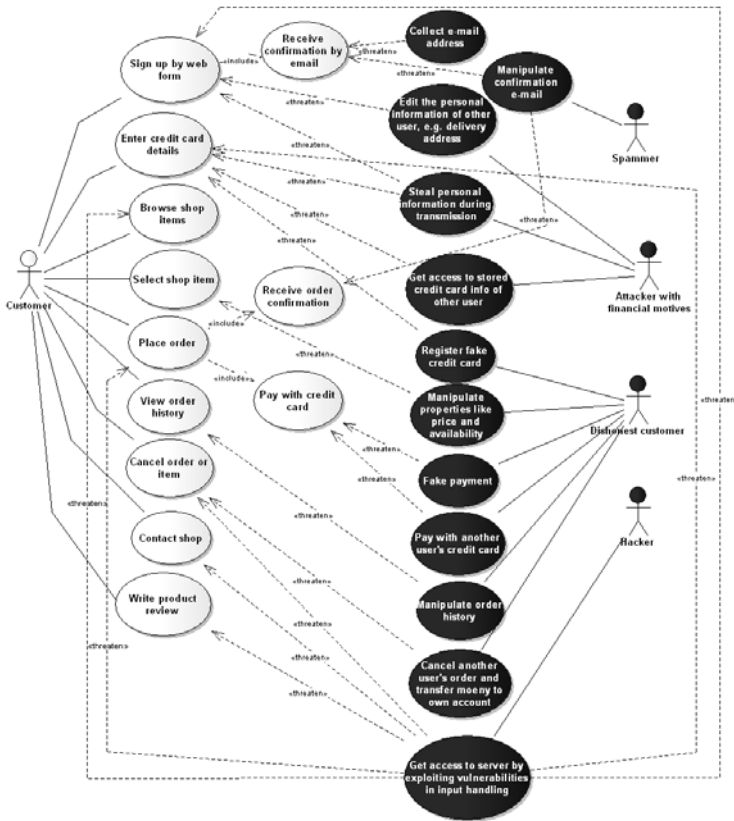 Collect e-mail
address
Receive
confirmation by
email
«threaten»
Sign up by web
form
«include»
«threaten»
Manipulate
confirmation
e-mail
«threaten»
Edit the personal
information of other
user, e.g. delivery
address
Enter credit card
details
«threaten»
Spammer
«threaten»
Steal personal
information during
transmission
Browse shop
items
«threaten»
«threaten»
Select shop item
Get access to stored
credit card info of
other user
Receive order
confirmation
Customer
Attacker with
financial motives
«include»
Place order
Register fake
credit card
«include»
View order
history
Pay with credit
card
Manipulate
properties like
price and
availability
«threaten»
Dishonest customer
«threaten»
Cancel order or
item
Fake payment
«threaten»
«threaten»
«threaten»
«threaten»
Contact shop
Pay with another
user's credit card
Hacker
«threaten»
Write product
review
Manipulate order
history
«threaten»
«threaten»
«threaten»
Cancel another
user's order and
transfer moeny to
own account
«threaten»
Get access to server by
exploiting vulnerabilities
in input handling